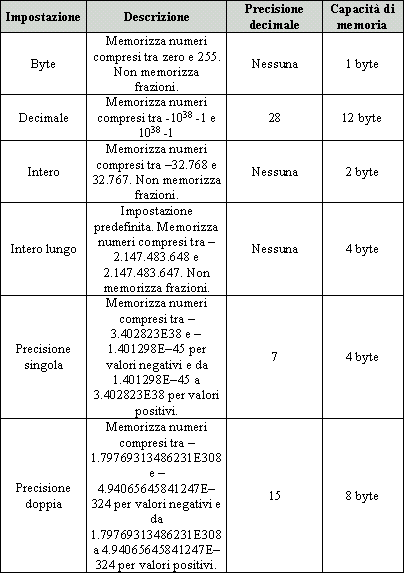 Impostazione
Descrizione
Precisione
decimale
Capacità di
memoria
Byte
Memorizza numeri
compresi tra zero e 255.
Non memorizza
frazioni.
Nessuna
1 byte
Decimale
Memorizza numeri
compresi tra -10^38 -1 e
10^38 -1
28
12 byte
Intero
Memorizza numeri
compresi tra –32.768 e
32.767. Non memorizza
frazioni.
Nessuna
2 byte
Intero lungo
Impostazione
predefinita. Memorizza
numeri compresi tra –
2.147.483.648 e
2.147.483.647. Non
memorizza frazioni.
Nessuna
4 byte
Precisione
singola
Memorizza numeri
compresi tra –
3.402823E38 e –
1.401298E–45 per
valori negativi e da
1.401298E–45 a
3.402823E38 per valori
positivi.
7
4 byte
Precisione
doppia
Memorizza numeri
compresi tra –
1.79769313486231E308
e –
4.94065645841247E–
324 per valori negativi e
da
1.79769313486231E308
a 4.94065645841247E–
324 per valori positivi.
15
8 byte